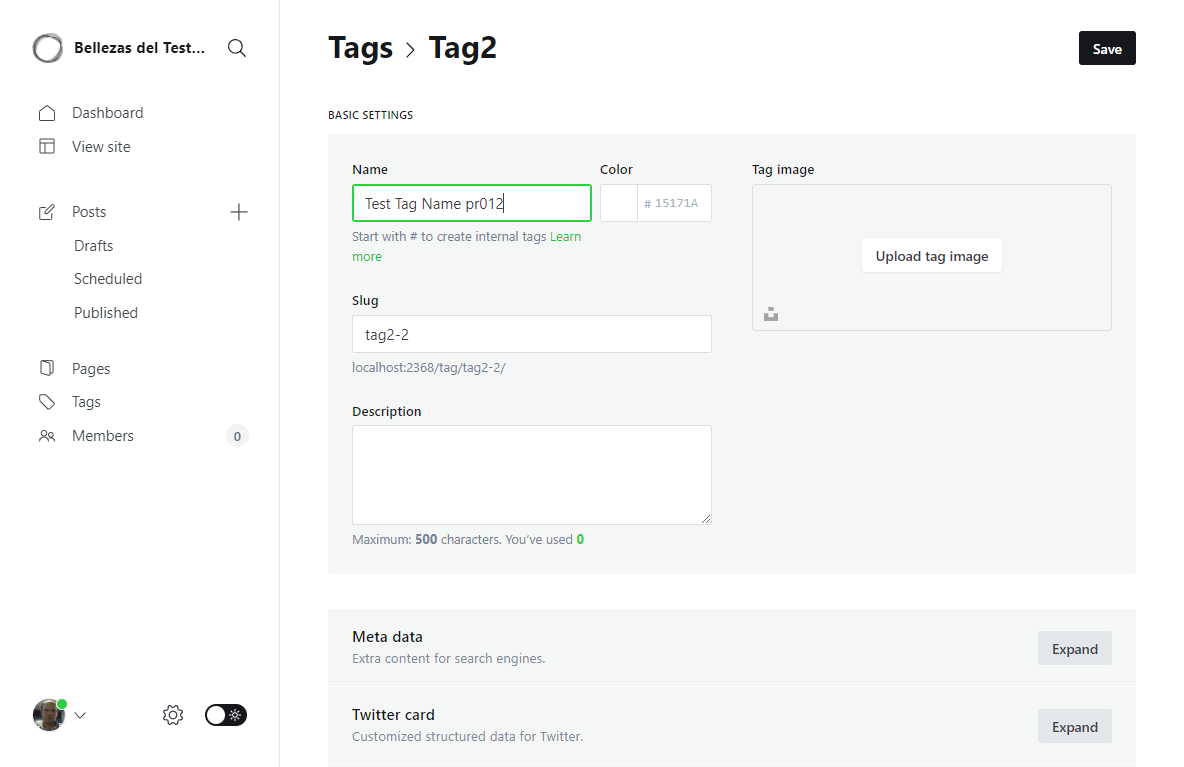 Bellezas del Test...
Dashboard
View site
Posts
Drafts
Scheduled
Published
Pages
Tags
Members
0
Tags > Tag2
Save
BASIC SETTINGS
Name
Test Tag Name pr012
Start with # to create internal tags Learn
more
Color
# 15171A
Tag image
Upload tag image
Slug
tag2-2
localhost:2368/tag/tag2-2/
Description
Maximum: 500 characters. You’ve used 0
Meta data
Extra content for search engines.
Expand
Twitter card
Customized structured data for Twitter.
Expand